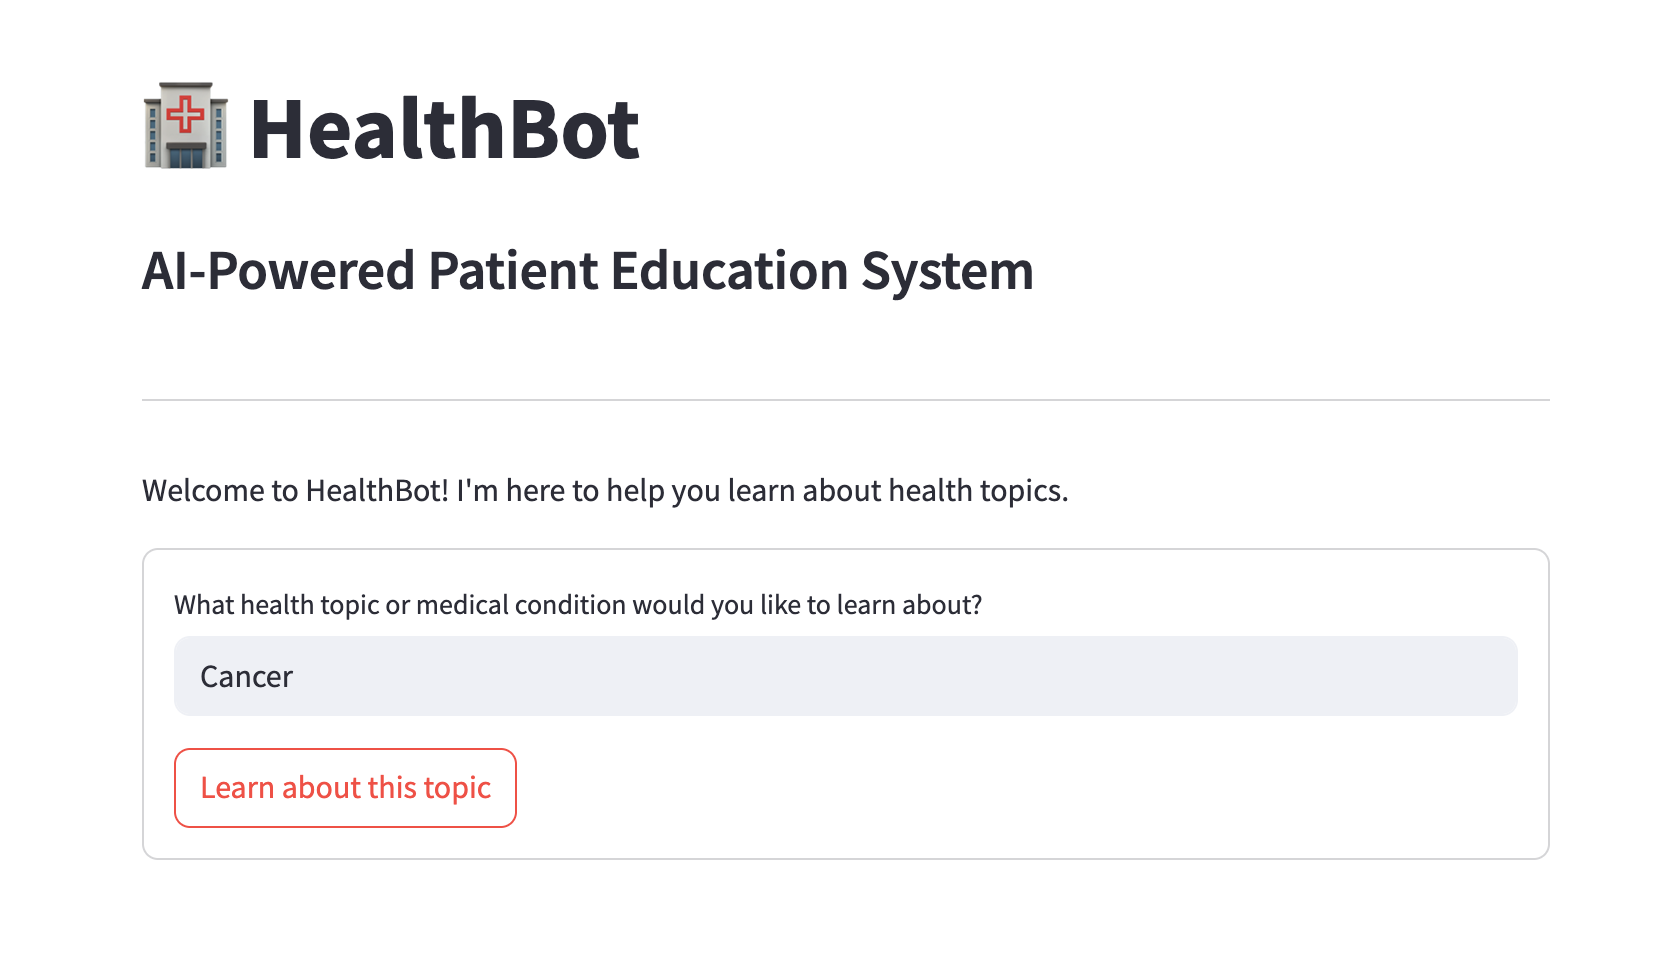 HealthBot
AI-Powered Patient Education System
Welcome to HealthBot! I'm here to help you learn about health topics.
What health topic or medical condition would you like to learn about?
Cancer
Learn about this topic